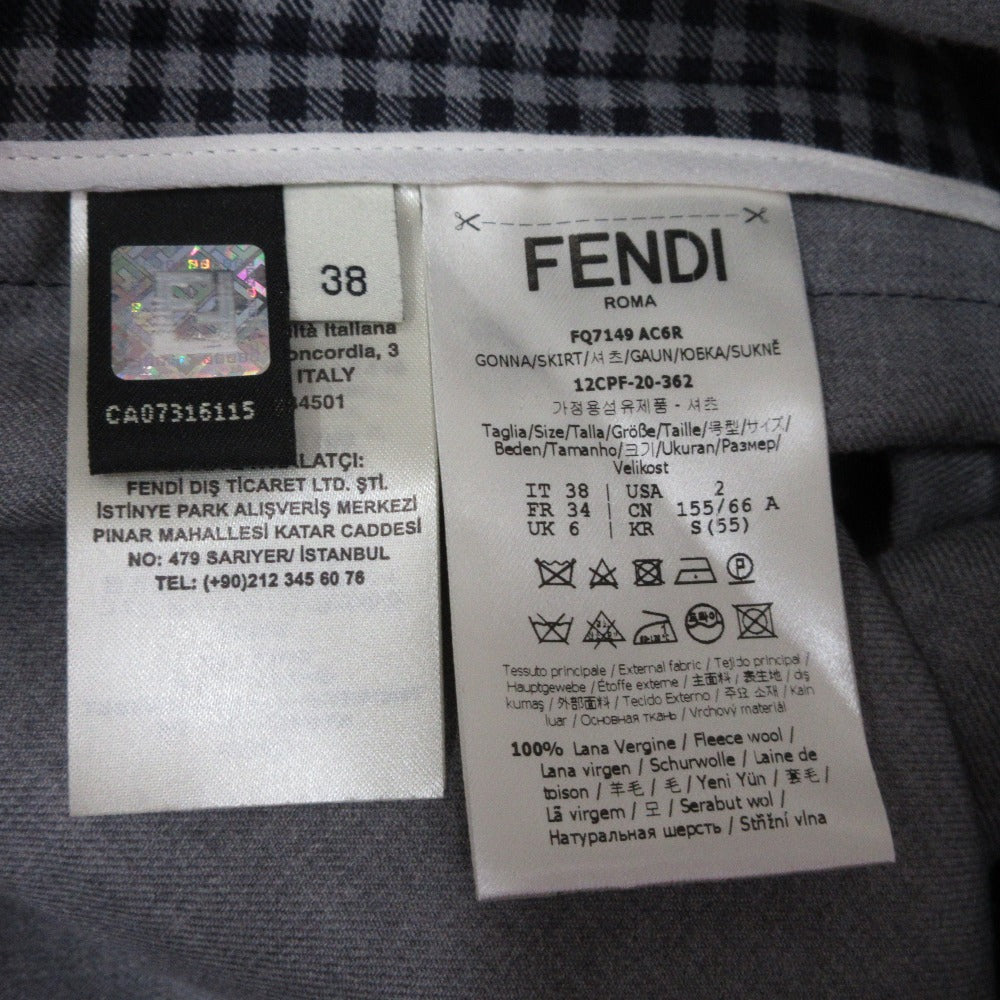 38
CA07316115
ità Italiana
oncordia, 3
ITALY
4501
FENDİ DIŞ TİCARET LTD. ŞTİ.
İSTİNYE PARK ALIŞVERİŞ MERKEZİ
PINAR MAHALLESİ KATAR CADDESİ
NO: 479 SARIYER/ İSTANBUL
TEL: (+90)212 345 60 76
FENDI
ROMA
FQ7149 AC6R
GONNA/SKIRT/셔츠/GAUN/ЮБКА/SUKNĚ
12CPF-20-362
가정용섬유제품 - 셔츠
Taglia/Size/Talla/Größe/Taille/号型/サイズ/
Beden/Tamanho/크기/Ukuran/Размер/
Velikost
IT 38 | USA 2
FR 34 | CN 155/66 A
UK 6 | KR S(55)
Tessuto principale / External fabric / Tejido principal /
Hauptgewebe / Étoffe externe / 主面料 / 表生地 / dış
kumaş / 外部面料 / Tecido Externo / 주요 소재 / Kain
luar / Основная ткань / Vrchový materiál
100% Lana Vergine / Fleece wool /
Lana virgen / Schurwolle / Laine de
toison / 羊毛 / 毛 / Yeni Yün / 套毛 /
Lã virgem / 모 / Serabut wol /
Натуральная шерсть / Střižní vlna